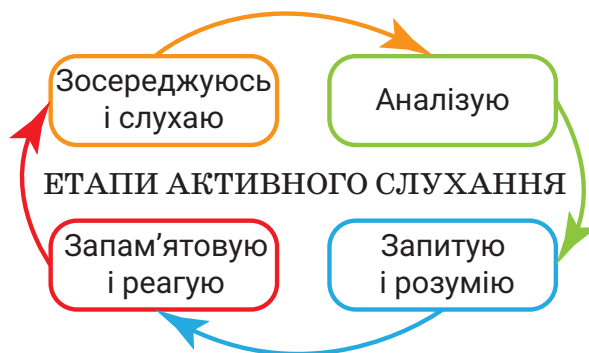 Зосереджуюсь
і слухаю
Аналізую
ЕТАПИ АКТИВНОГО СЛУХАННЯ
Запам’ятовую
і реагую
Запитую
і розумію